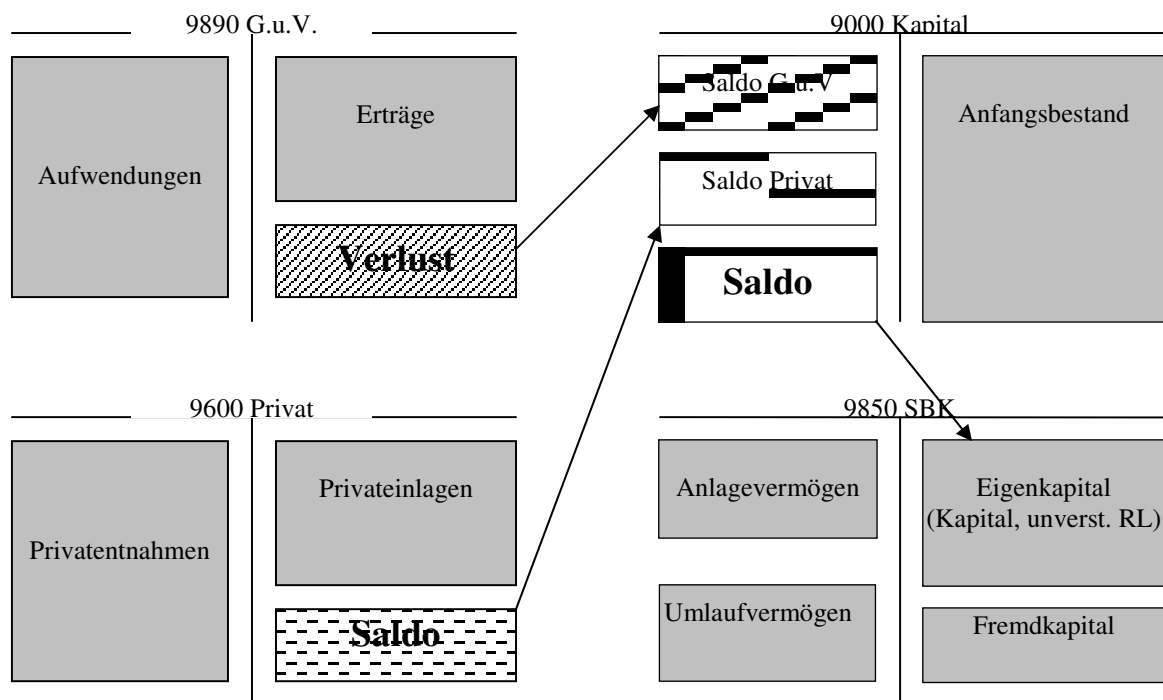 9890 G.u.V.
Aufwendungen
Erträge
Verlust
9000 Kapital
Saldo G.u.V
Saldo Privat
Saldo
Anfangsbestand
9600 Privat
Privatentnahmen
Privateinlagen
Saldo
9850 SBK
Anlagevermögen
Umlaufvermögen
Eigenkapital
(Kapital, unverst. RL)
Fremdkapital